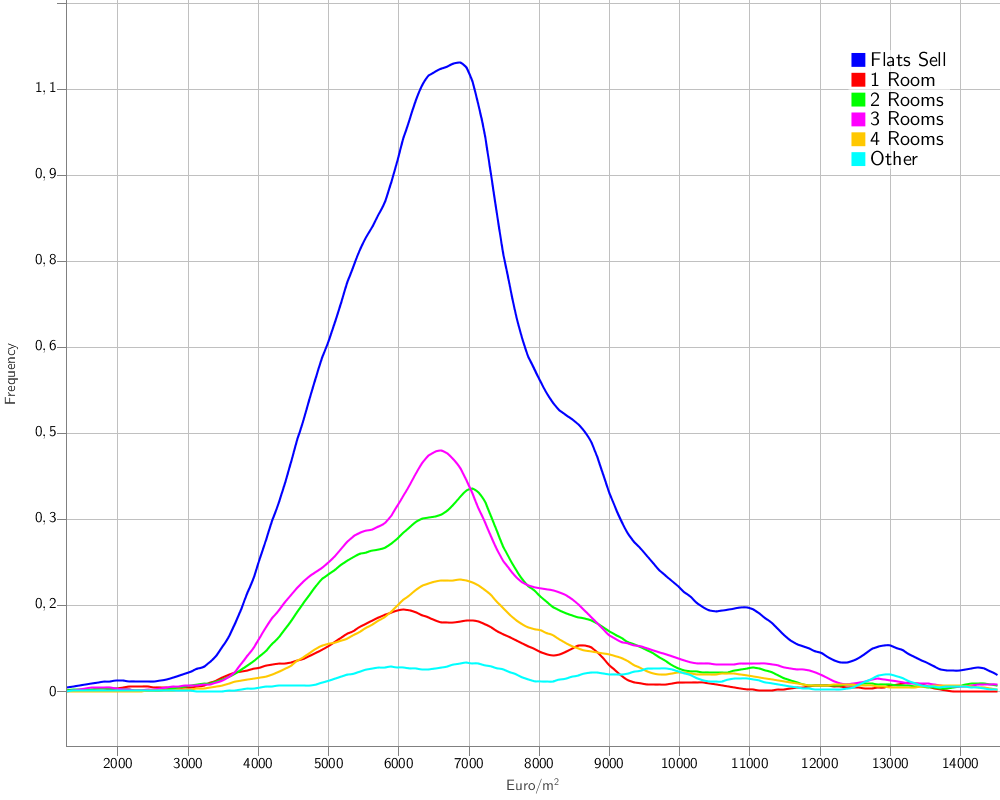 Flats Sell
1 Room
2 Rooms
3 Rooms
4 Rooms
Other
1, 1
0, 9
0, 8
0, 6
0, 5
0, 3
0, 2
0
Frequency
2000 3000 4000 5000 6000 7000 8000 9000 10000 11000 12000 13000 14000
Euro/m²